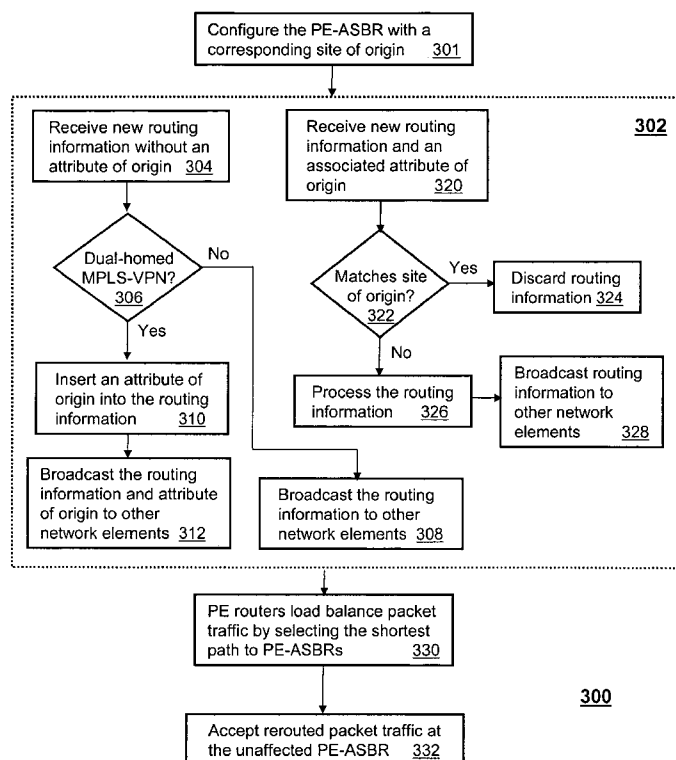 Configure the PE-ASBR with a
corresponding site of origin 301
302
Receive new routing
information without an
attribute of origin 304
Dual-homed
MPLS-VPN?
306
No
Yes
Insert an attribute of
origin into the routing
information 310
Broadcast the routing
information and attribute
of origin to other
network elements 312
Broadcast the routing
information to other
network elements 308
Receive new routing
information and an
associated attribute of
origin 320
Matches site
of origin?
322
Yes
Discard routing
information 324
No
Process the routing
information 326
Broadcast routing
information to
other network
elements 328
PE routers load balance packet
traffic by selecting the shortest
path to PE-ASBRs 330
300
Accept rerouted packet traffic at
the unaffected PE-ASBR 332